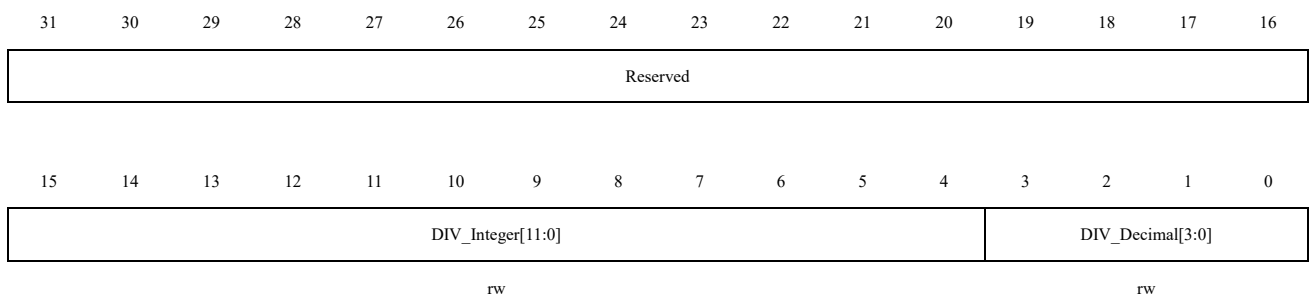 31 30 29 28 27 26 25 24 23 22 21 20 19 18 17 16
Reserved
15 14 13 12 11 10 9 8 7 6 5 4 3 2 1 0
DIV_Integer[11:0] DIV_Decimal[3:0]
rw rw